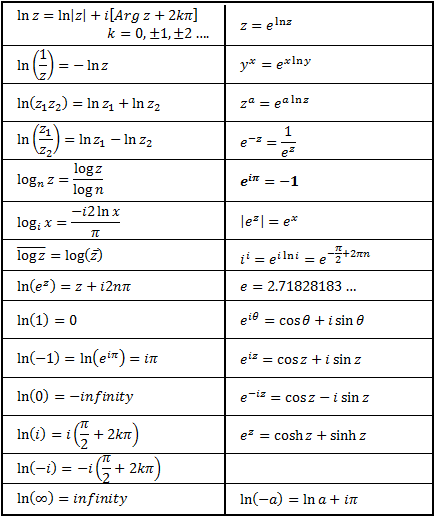 ln z = ln|z| + i[Arg z + 2kπ]
k = 0, ±1, ±2 ....
z = e^{lnz}
ln(1/z) = − ln z
y^x = e^{x ln y}
ln(z₁z₂) = ln z₁ + ln z₂
z^a = e^{a ln z}
ln(z₁/z₂) = ln z₁ − ln z₂
e^{−z} = 1/e^z
logₙ z = log z/log n
e^{iπ} = −1
logᵢ x = −i2 ln x/π
|e^z| = e^x
\overline{log z} = log(z̄)
i^i = e^{i ln i} = e^{−π/2+2πn}
ln(e^z) = z + i2nπ
e = 2.71828183 ...
ln(1) = 0
e^{iθ} = cos θ + i sin θ
ln(−1) = ln(e^{iπ}) = iπ
e^{iz} = cos z + i sin z
ln(0) = −infinity
e^{−iz} = cos z − i sin z
ln(i) = i(π/2 + 2kπ)
e^z = cosh z + sinh z
ln(−i) = −i(π/2 + 2kπ)
ln(∞) = infinity
ln(−a) = ln a + iπ